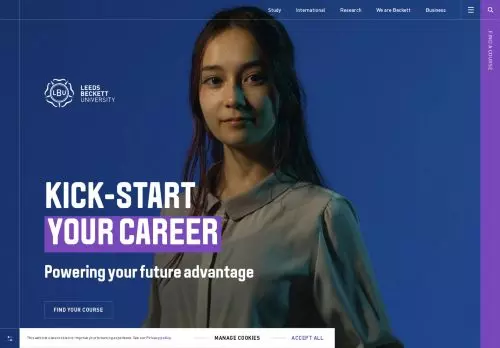 Study International Research We are Beckett Business
FIND A COURSE
LBU
LEEDS
BECKETT
UNIVERSITY
KICK-START
YOUR CAREER
Powering your future advantage
FIND YOUR COURSE
This website uses cookies to improve your browsing experience. See our Privacy policy.
MANAGE COOKIES
ACCEPT ALL